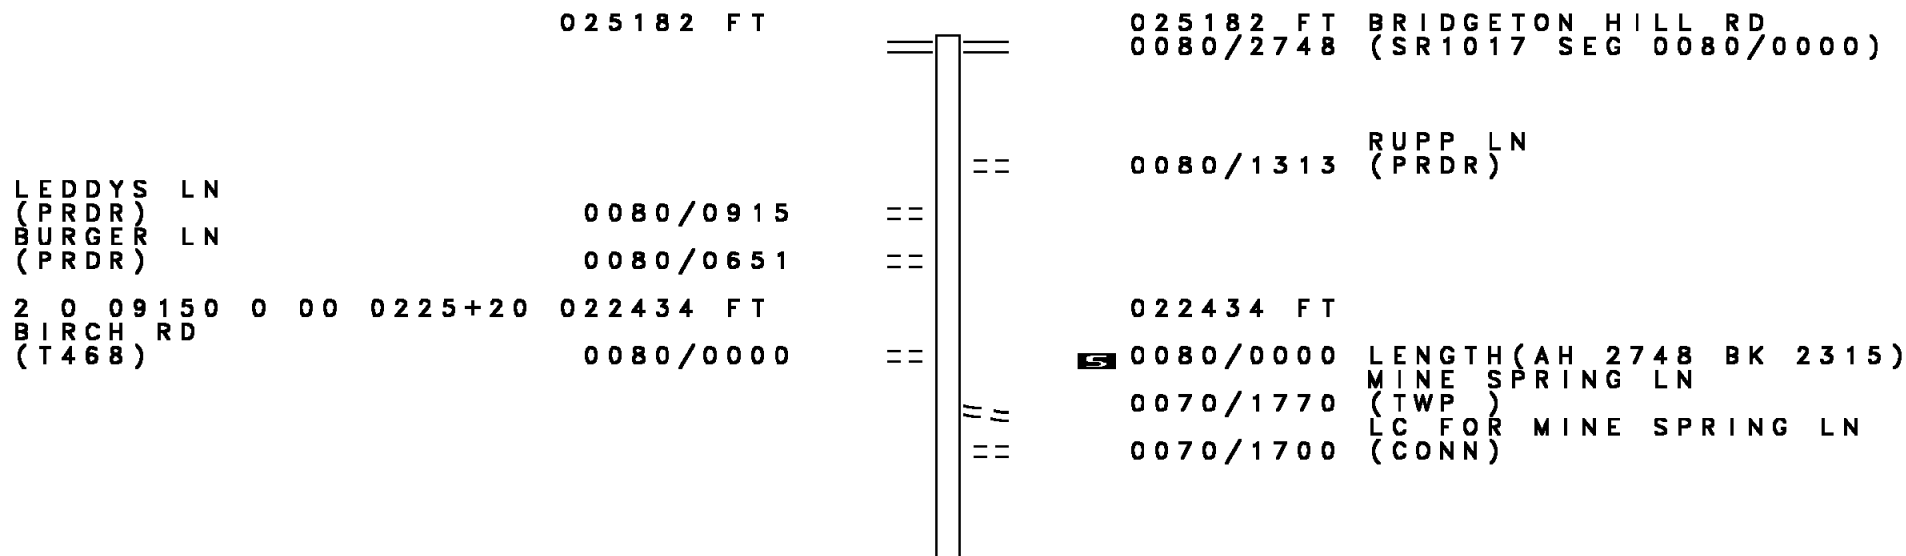 025182 FT
025182 FT BRIDGETON HILL RD
0080/2748 (SR1017 SEG 0080/0000)
RUPP LN
0080/1313 (PRDR)
LEDDYS LN
(PRDR) 0080/0915
BURGER LN
(PRDR) 0080/0651
2 0 09150 0 00 0225+20 022434 FT
022434 FT
BIRCH RD
(T468) 0080/0000
S 0080/0000 LENGTH(AH 2748 BK 2315)
MINE SPRING LN
0070/1770 (TWP )
LC FOR MINE SPRING LN
0070/1700 (CONN)